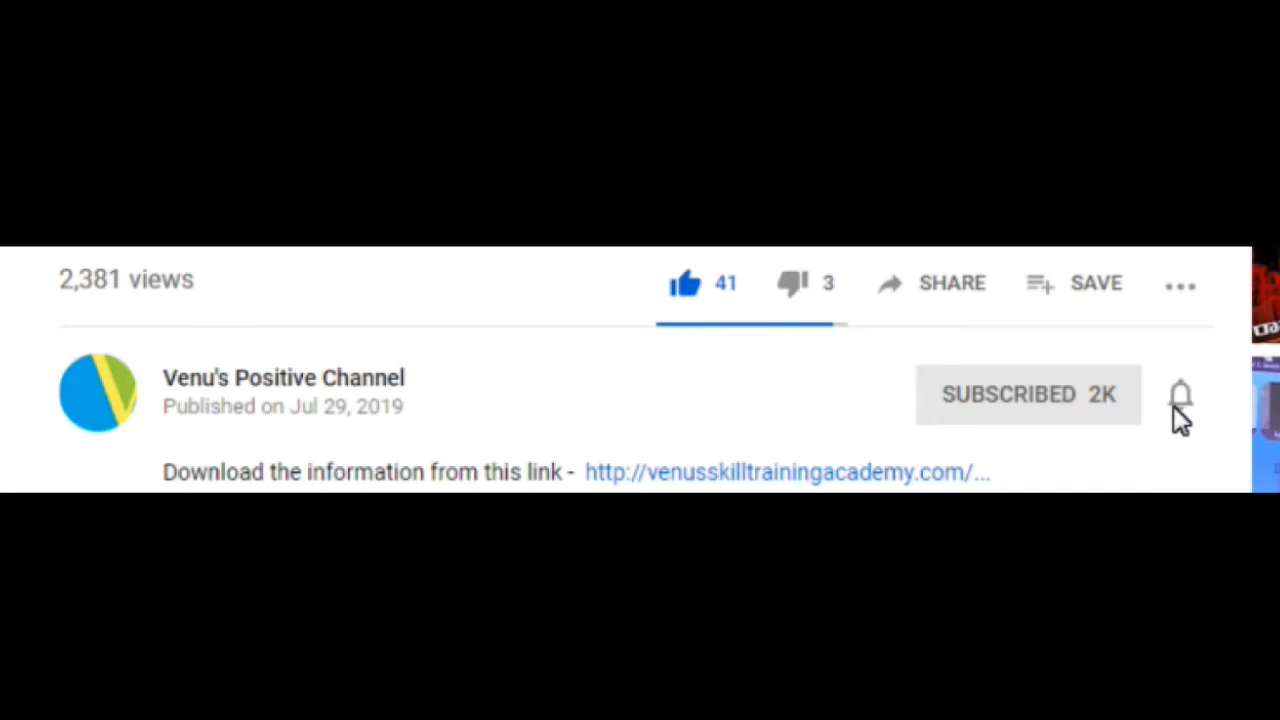 2,381 views
41 3 SHARE SAVE
Venu's Positive Channel
Published on Jul 29, 2019
SUBSCRIBED 2K
Download the information from this link - http://venusskilltrainingacademy.com/...